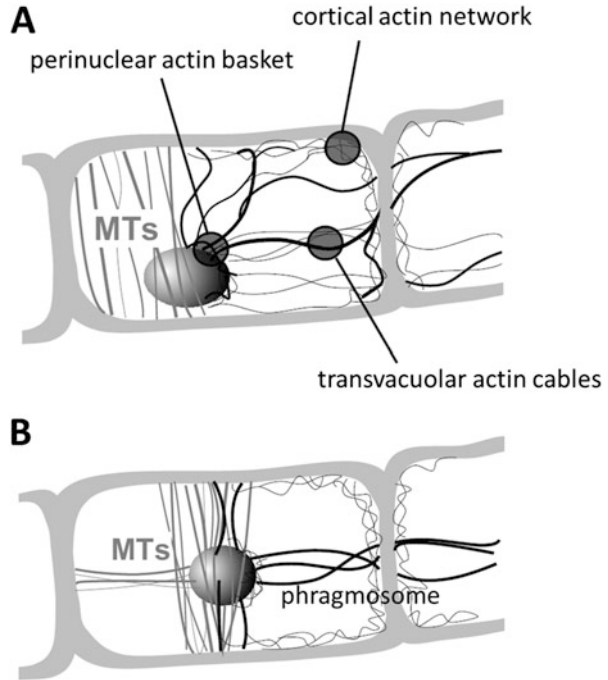 A
cortical actin network
perinuclear actin basket
MTs
transvacuolar actin cables
B
MTs
phragmosome